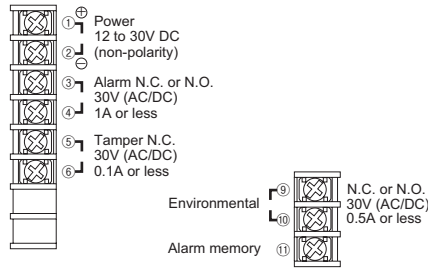 ① ⊕ Power
12 to 30V DC
② (non-polarity)
⊖
③ Alarm N.C. or N.O.
30V (AC/DC)
④ 1A or less
⑤ Tamper N.C.
30V (AC/DC)
⑥ 0.1A or less
Environmental
⑨ N.C. or N.O.
30V (AC/DC)
⑩ 0.5A or less
Alarm memory ⑪